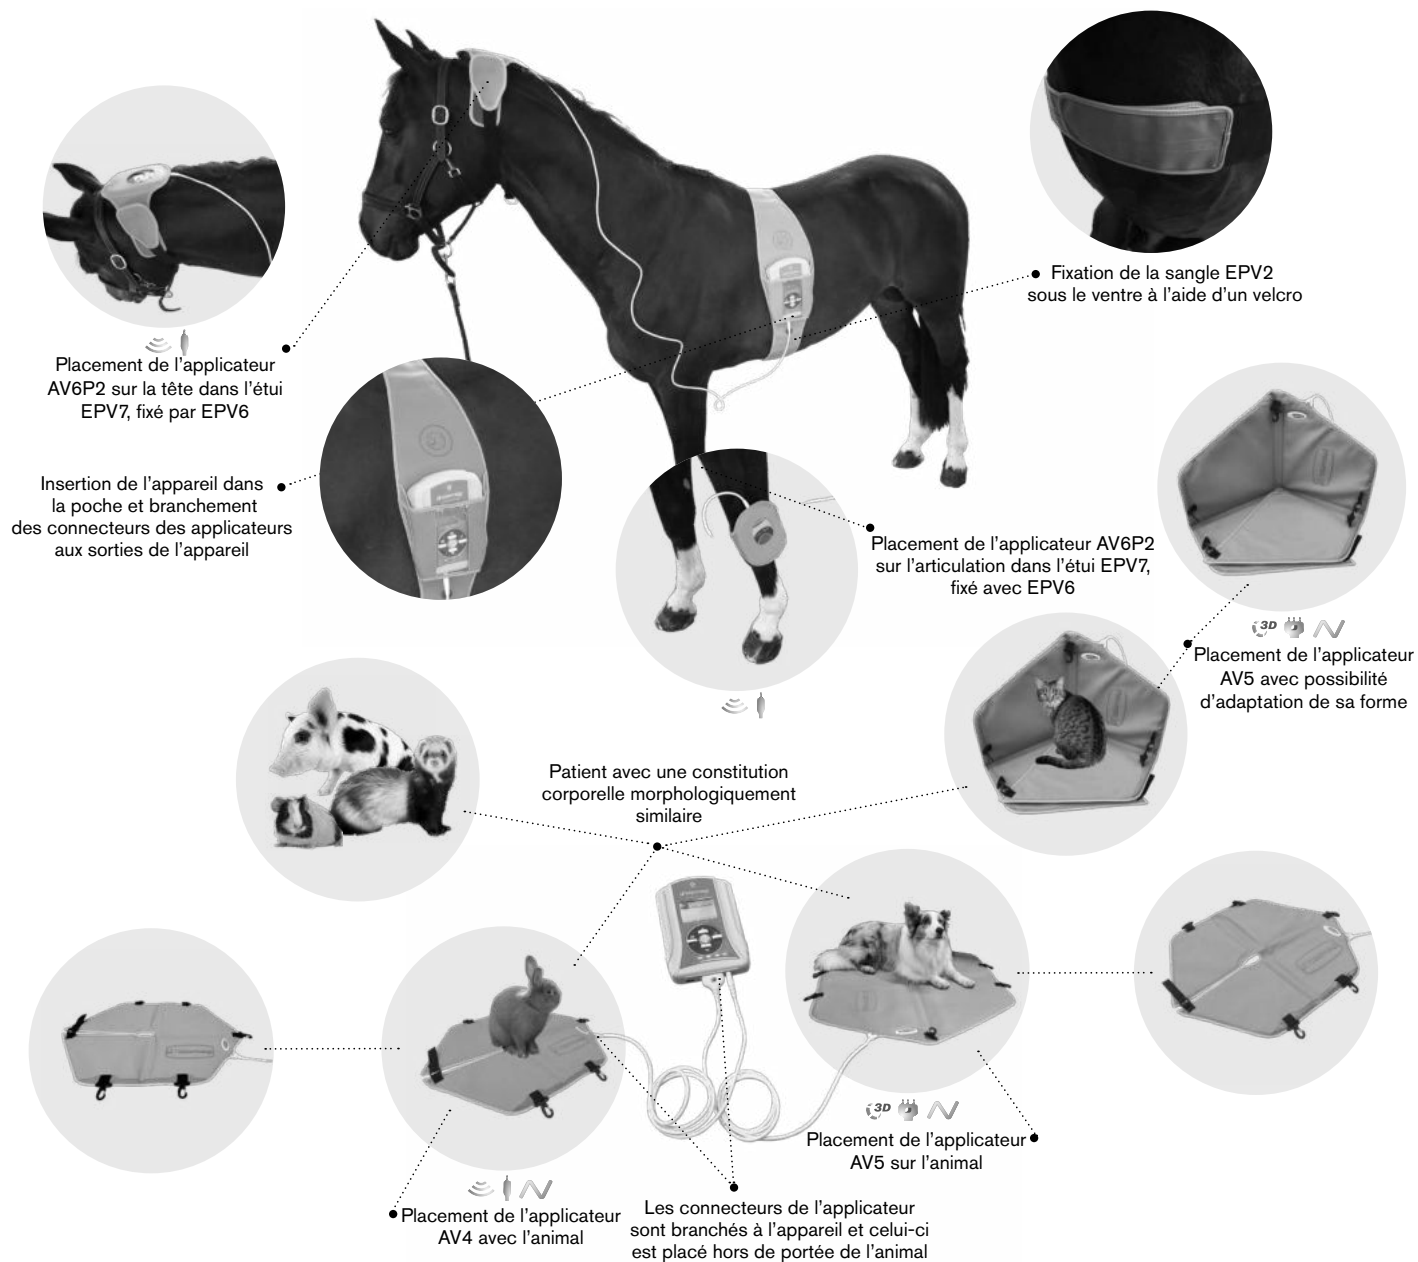 Fixation de la sangle EPV2
sous le ventre à l'aide d'un velcro
Placement de l'applicateur
AV6P2 sur la tête dans l'étui
EPV7, fixé par EPV6
Insertion de l'appareil dans
la poche et branchement
des connecteurs des applicateurs
aux sorties de l'appareil
Placement de l'applicateur AV6P2
sur l'articulation dans l'étui EPV7,
fixé avec EPV6
3D
Placement de l'applicateur
AV5 avec possibilité
d'adaptation de sa forme
Patient avec une constitution
corporelle morphologiquement
similaire
3D
Placement de l'applicateur
AV5 sur l'animal
Placement de l'applicateur
AV4 avec l'animal
Les connecteurs de l'applicateur
sont branchés à l'appareil et celui-ci
est placé hors de portée de l'animal